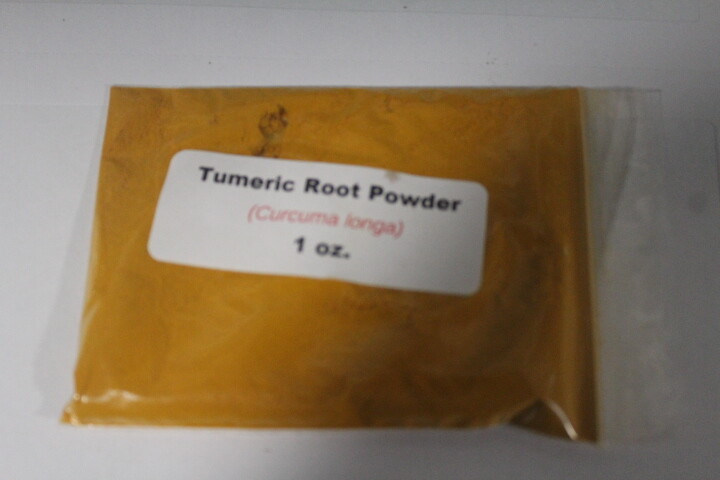 Tumeric Root Powder
(Curcuma longa)
1 oz.